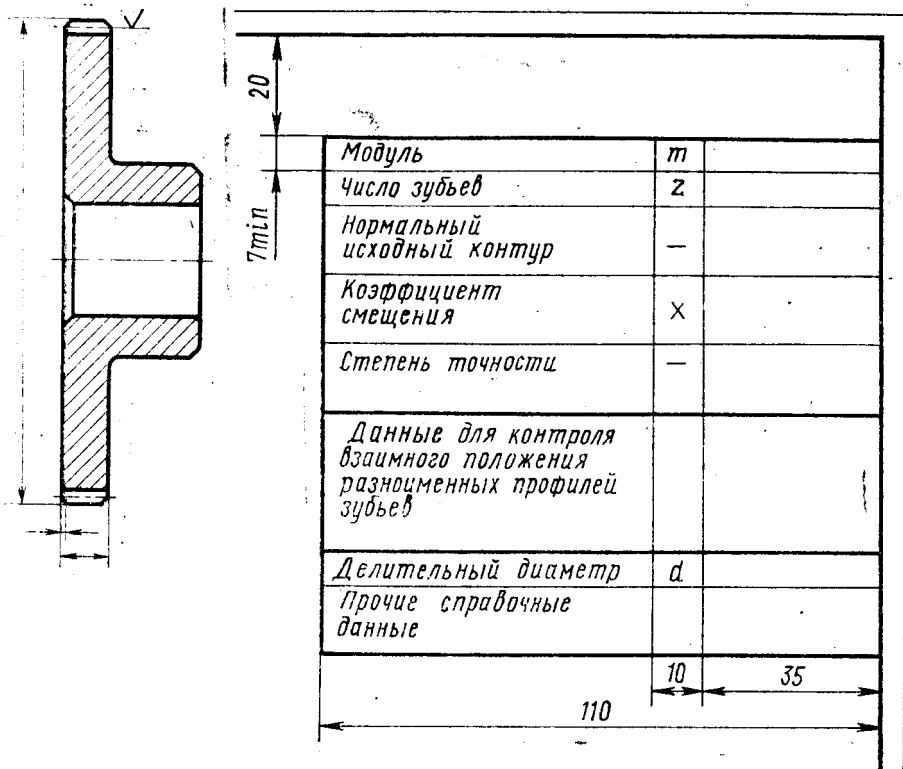 20
7min
Модуль m
Число зубьев z
Нормальный
исходный контур —
Коэффициент
смещения x
Степень точности —
Данные для контроля
взаимного положения
разноименных профилей
зубьев
Делительный диаметр d
Прочие справочные
данные
10 35
110